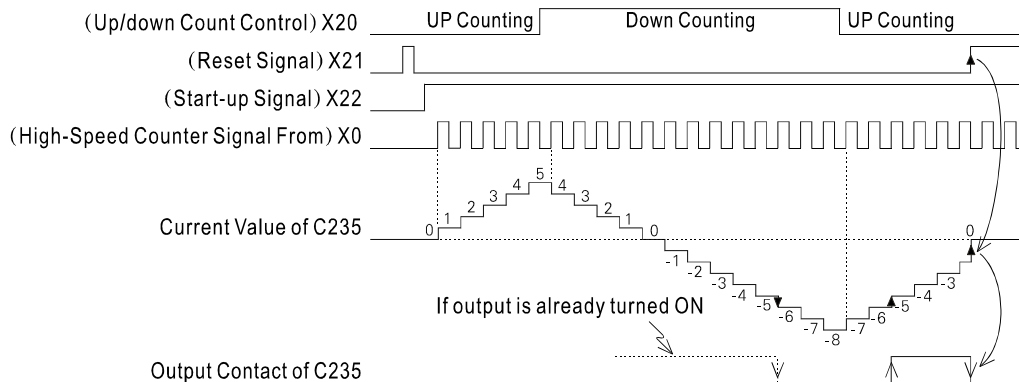 (Up/down Count Control) X20 UP Counting Down Counting UP Counting
(Reset Signal) X21
(Start-up Signal) X22
(High-Speed Counter Signal From) X0
Current Value of C235
0 1 2 3 4 5 4 3 2 1 0 -1 -2 -3 -4 -5 -6 -7 -8 -7 -6 -5 -4 -3 0
If output is already turned ON
Output Contact of C235